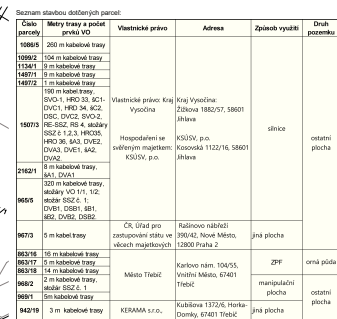 Seznam stavbou dotčených parcel:
Číslo parcely
Metry trasy a počet prvků VO
Vlastnické právo
Adresa
Způsob využití
Druh pozemku
1086/5
260 m kabelové trasy
1099/2
104 m kabelové trasy
1134/1
9 m kabelové trasy
1497/1
9 m kabelové trasy
1497/2
1 m kabelové trasy
1507/3
190 m kabel.trasy,
SVO-1, HRO 33, šC1-
DVC1, HRO 34, šC2,
DSC, DVC2, SVO-2,
RE-SSZ, RS 4, stožáry
SSZ č 1,2,3, HRO35,
HRO 36, šA3, DVE2,
DVA3, DVE1, šA2,
DVA2
2162/1
8 m kabelové trasy,
šA1, DVA1
965/5
320 m kabelové trasy,
stožáry VO 1/1, 1/2;
stožár SSZ č. 1;
DVB1, DSB1, šB1,
šB2, DVB2, DSB2
Vlastnické právo: Kraj
Vysočina
Hospodaření se
svěřeným majetkem:
KSÚSV, p.o.
Kraj Vysočina:
Žižkova 1882/57, 58601
Jihlava
KSÚSV, p.o.
Kosovská 1122/16, 58601
Jihlava
silnice
ostatní
plocha
967/3
5 m kabel.trasy
ČR, Úřad pro
zastupování státu ve
věcech majetkových
Rašínovo nábřeží
390/42, Nové Město,
12800 Praha 2
jiná plocha
863/16
16 m kabelové trasy
863/17
5 m kabelové trasy
863/18
14 m kabelové trasy
968/2
2 m kabelové trasy,
stožár SSZ č. 1
969/1
5m kabelové trasy
Město Třebíč
Karlovo nám. 104/55,
Vnitřní Město, 67401
Třebíč
ZPF
orná půda
manipulační
plocha
ostatní
plocha
942/19
3 m kabelové trasy
KERAMA s.r.o.,
Kubišova 1372/6, Horka-
Domky, 67401 Třebíč
jiná plocha